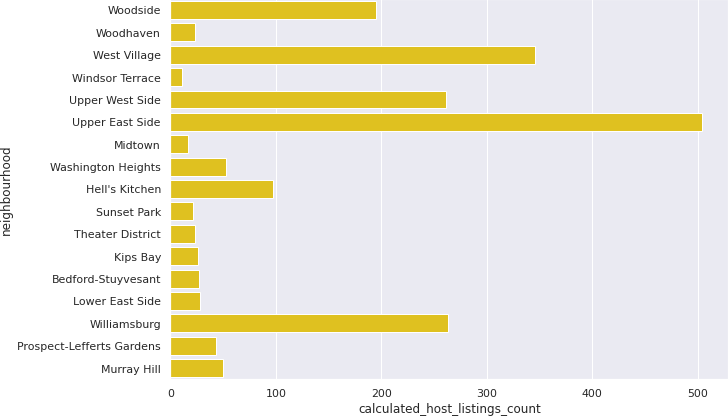 Woodside
Woodhaven
West Village
Windsor Terrace
Upper West Side
Upper East Side
Midtown
Washington Heights
Hell's Kitchen
Sunset Park
Theater District
Kips Bay
Bedford-Stuyvesant
Lower East Side
Williamsburg
Prospect-Lefferts Gardens
Murray Hill
neighbourhood
0 100 200 300 400 500
calculated_host_listings_count